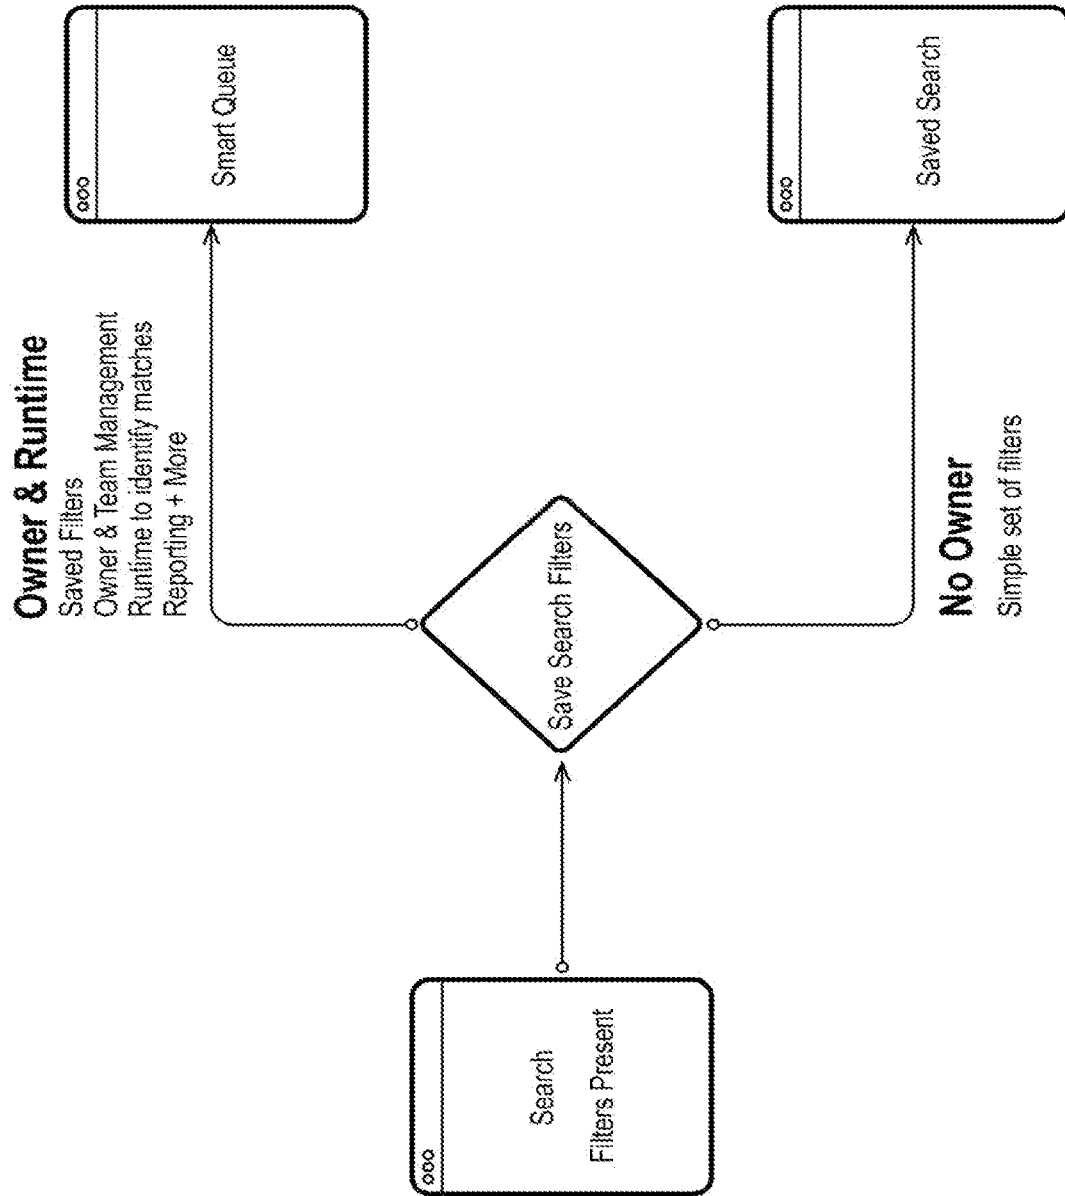 Search
Filters Present
Save Search Filters
Owner & Runtime
Saved Filters
Owner & Team Management
Runtime to identify matches
Reporting + More
Smart Queue
No Owner
Simple set of filters
Saved Search